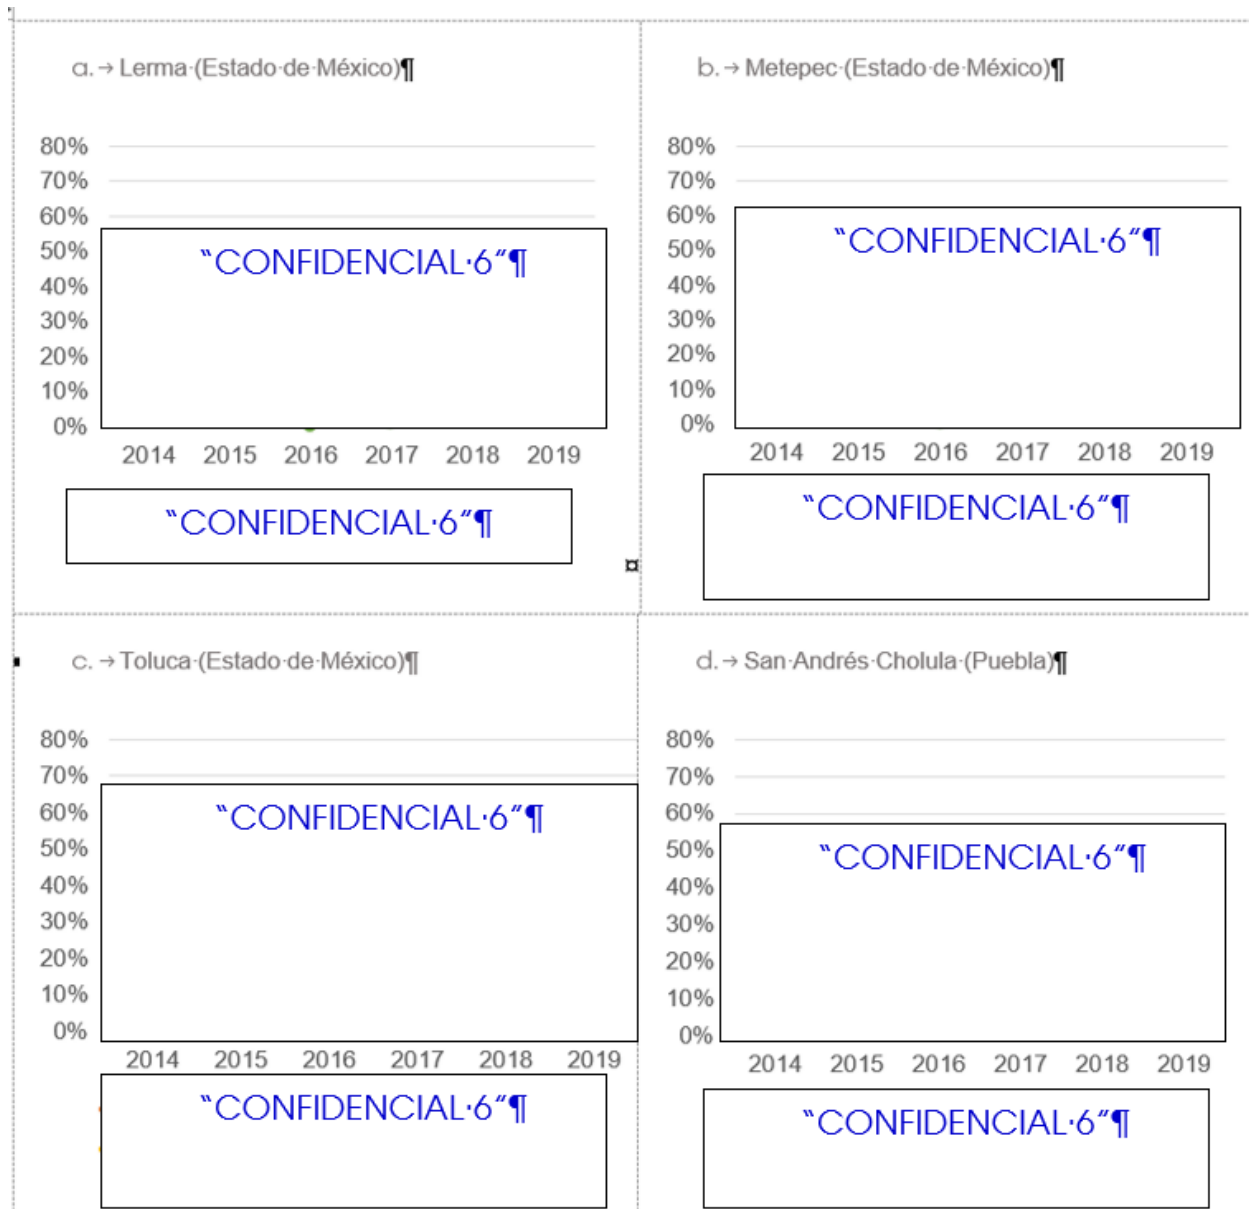 a.→Lerma·(Estado·de·México)¶
80%
70%
60%
50%
40%
30%
20%
10%
0%
“CONFIDENCIAL·6”¶
2014 2015 2016 2017 2018 2019
“CONFIDENCIAL·6”¶
¤
b.→Metepec·(Estado·de·México)¶
80%
70%
60%
50%
40%
30%
20%
10%
0%
“CONFIDENCIAL·6”¶
2014 2015 2016 2017 2018 2019
“CONFIDENCIAL·6”¶
c.→Toluca·(Estado·de·México)¶
80%
70%
60%
50%
40%
30%
20%
10%
0%
“CONFIDENCIAL·6”¶
2014 2015 2016 2017 2018 2019
“CONFIDENCIAL·6”¶
d.→San·Andrés·Cholula·(Puebla)¶
80%
70%
60%
50%
40%
30%
20%
10%
0%
“CONFIDENCIAL·6”¶
2014 2015 2016 2017 2018 2019
“CONFIDENCIAL·6”¶